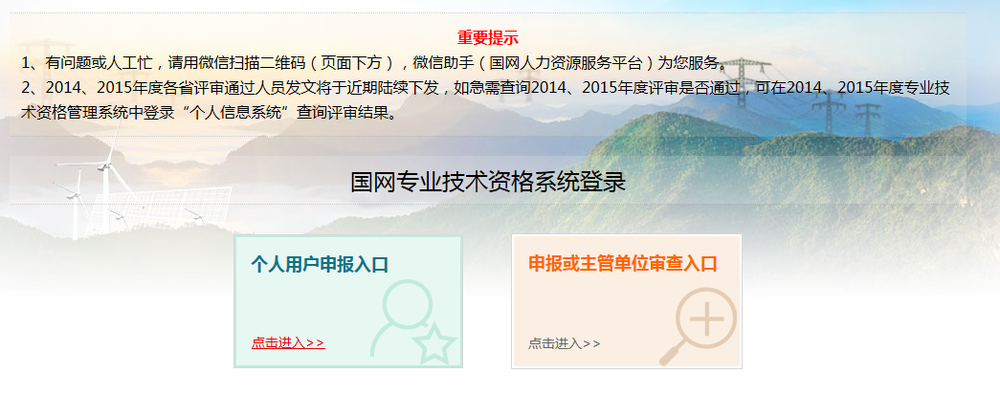 重要提示
1、有问题或人工忙，请用微信扫描二维码（页面下方），微信助手（国网人力资源服务平台）为您服务。
2、2014、2015年度各省评审通过人员发文将于近期陆续下发，如急需查询2014、2015年度评审是否通过，可在2014、2015年度专业技
术资格管理系统中登录“个人信息系统”查询评审结果。
国网专业技术资格系统登录
个人用户申报入口
申报或主管单位审查入口
点击进入>>
点击进入>>